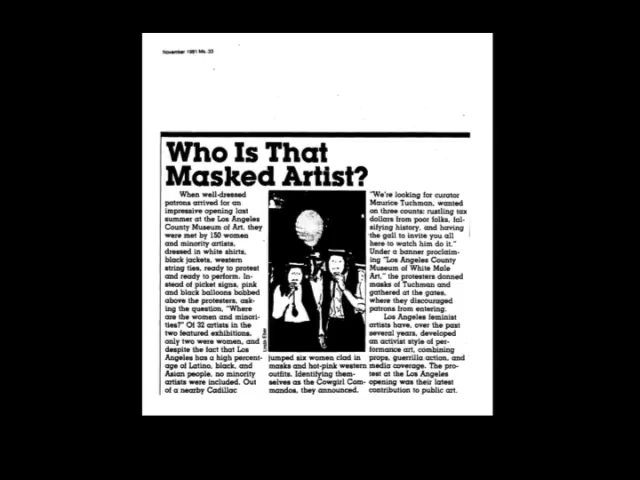 November 1981 Ms. 23
Who Is That
Masked Artist?
When well-dressed
patrons arrived for an
impressive opening last
summer at the Los Angeles
County Museum of Art, they
were met by 150 women
and minority artists,
dressed in white shirts,
black jackets, western
string ties, ready to protest
and ready to perform. In-
stead of picket signs, pink
and black balloons bobbed
above the protesters, ask-
ing the question, "Where
are the women and minori-
ties?" Of 32 artists in the
two featured exhibitions,
only two were women, and
despite the fact that Los
Angeles has a high percent-
age of Latino, black, and
Asian people, no minority
artists were included. Out
of a nearby Cadillac
jumped six women clad in
masks and hot-pink western
outfits. Identifying them-
selves as the Cowgirl Com-
mandos, they announced,
"We're looking for curator
Maurice Tuchman, wanted
on three counts: rustling tax
dollars from poor folks, fal-
sifying history, and having
the gall to invite you all
here to watch him do it."
Under a banner proclaim-
ing "Los Angeles County
Museum of White Male
Art," the protesters donned
masks of Tuchman and
gathered at the gates,
where they discouraged
patrons from entering.
Los Angeles feminist
artists have, over the past
several years, developed
an activist style of per-
formance art, combining
props, guerrilla action, and
media coverage. The pro-
test at the Los Angeles
opening was their latest
contribution to public art.